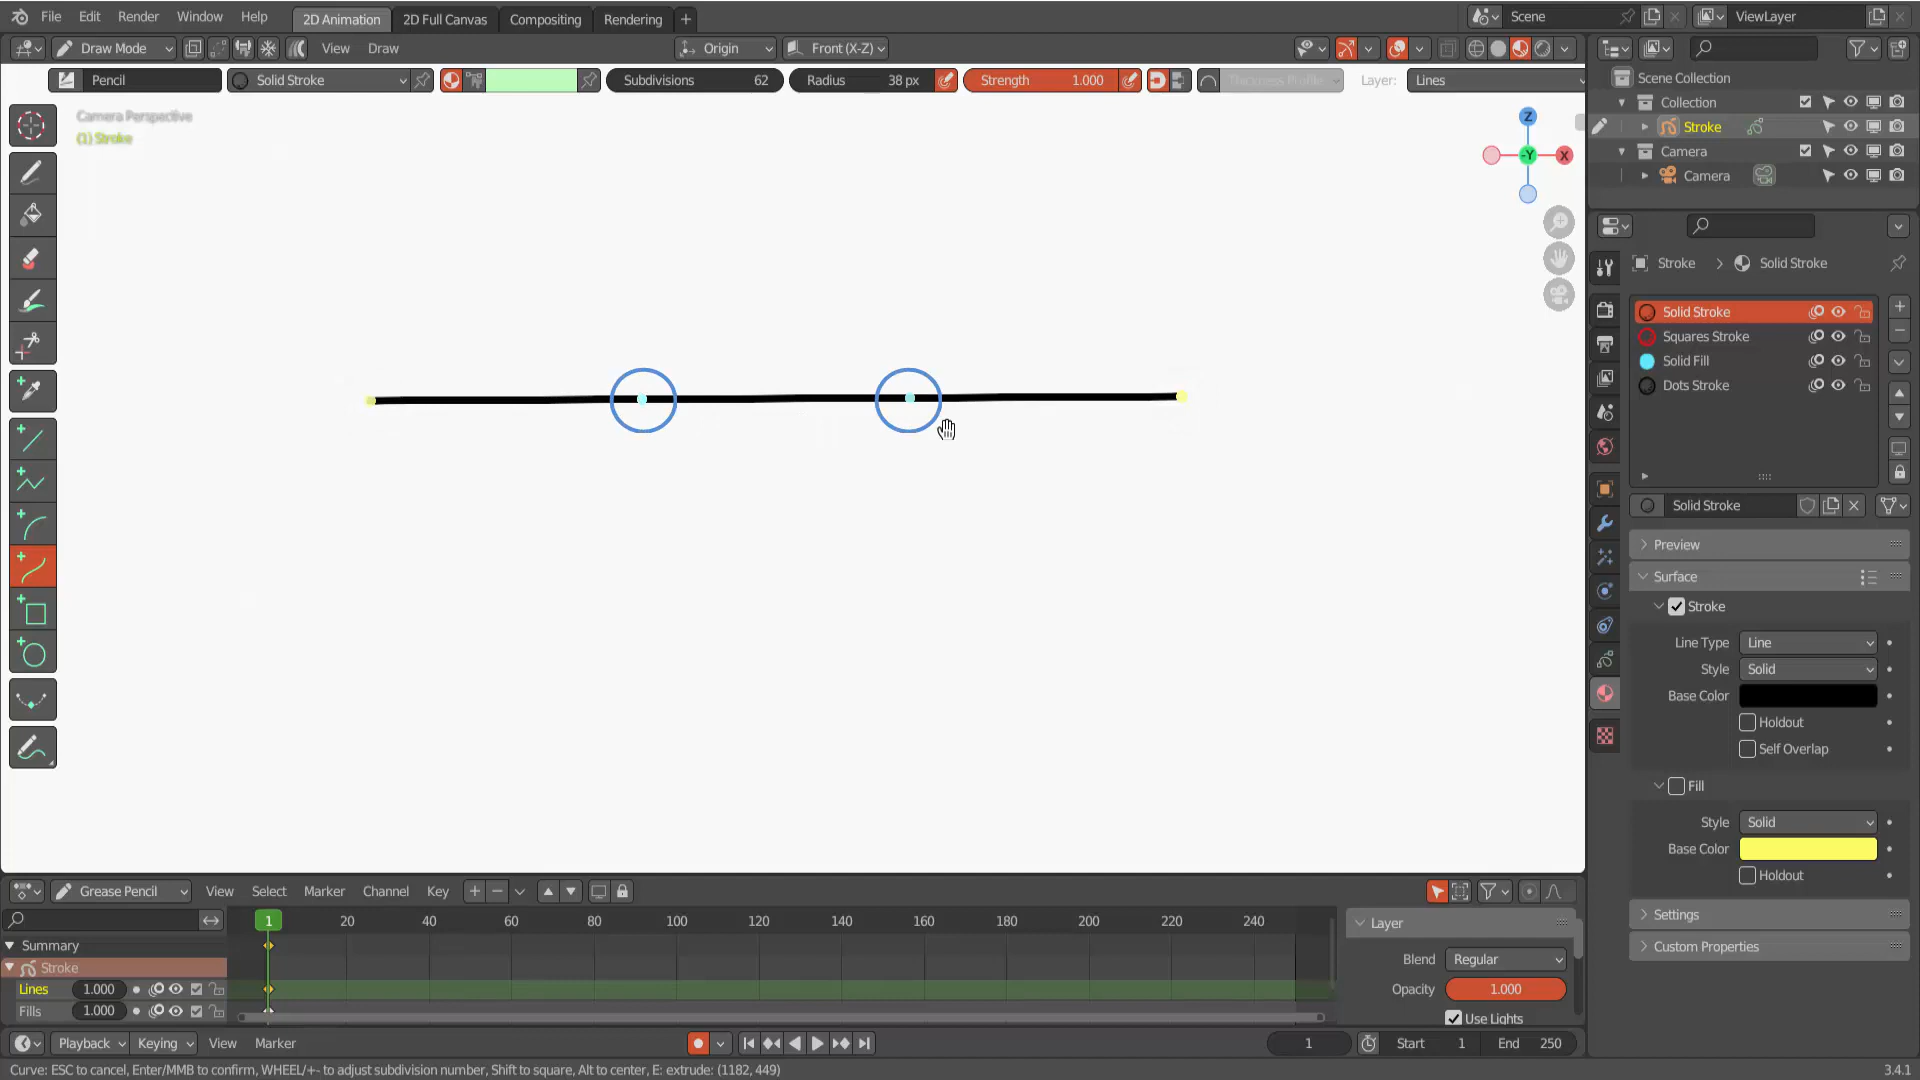 File Edit Render Window Help 2D Animation 2D Full Canvas Compositing Rendering + Scene ViewLayer
Draw Mode View Draw Origin Front (X-Z)
Pencil Solid Stroke Subdivisions 62 Radius 38 px Strength 1.000 Thickness Profile Layer: Lines
Camera Perspective
(1) Stroke
Z
-Y
X
Scene Collection
Collection
Stroke
Camera
Camera
Stroke > Solid Stroke
Solid Stroke
Squares Stroke
Solid Fill
Dots Stroke
Solid Stroke
Preview
Surface
Stroke
Line Type Line
Style Solid
Base Color
Holdout
Self Overlap
Fill
Style Solid
Base Color
Holdout
Settings
Custom Properties
Grease Pencil View Select Marker Channel Key
1 20 40 60 80 100 120 140 160 180 200 220 240
Summary
Stroke
Lines 1.000
Fills 1.000
Layer
Blend Regular
Opacity 1.000
Use Lights
Playback Keying View Marker 1 Start 1 End 250
Curve: ESC to cancel, Enter/MMB to confirm, WHEEL/+- to adjust subdivision number, Shift to square, Alt to center, E: extrude: (1182, 449) 3.4.1